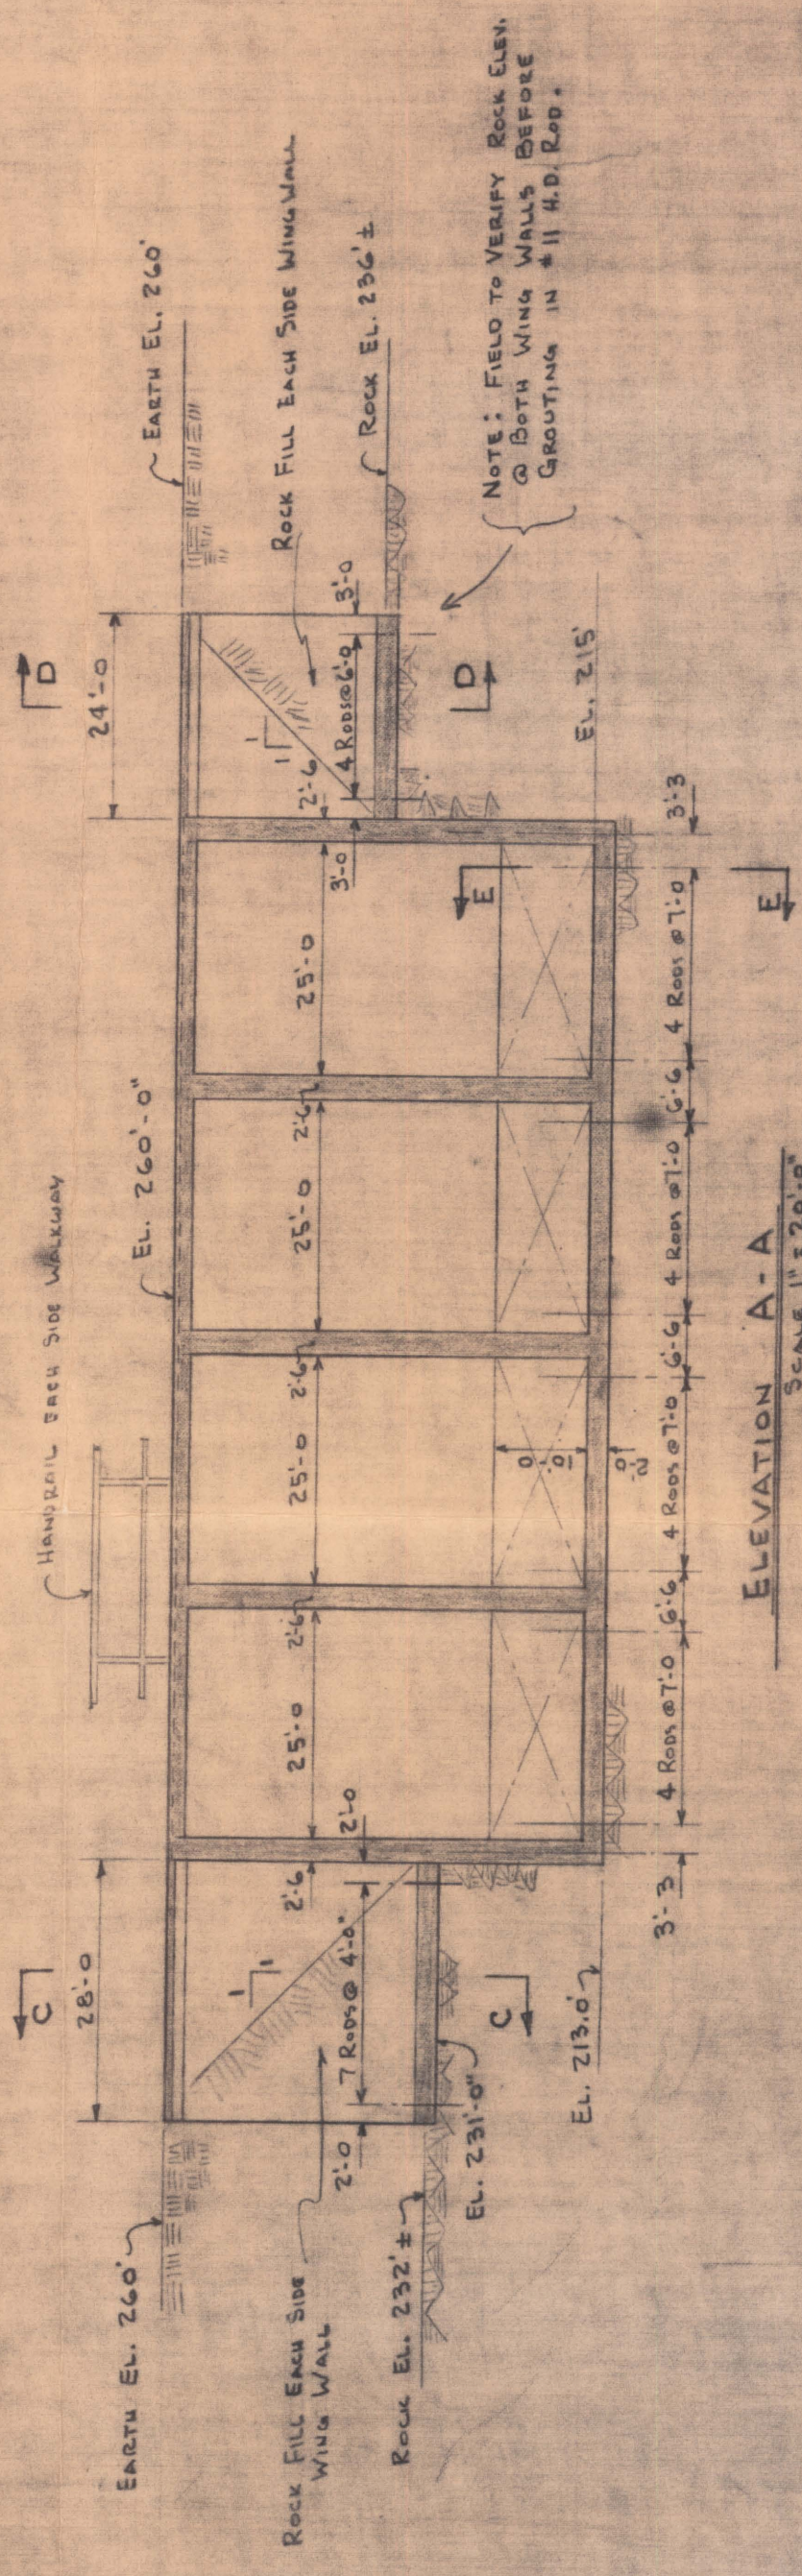 HANDRAIL EACH SIDE WALKWAY
C
28'-0
EL. 260'-0"
24'-0
D
EARTH EL. 260'
EARTH EL. 260'
ROCK FILL EACH SIDE
WING WALL
2'-0
7 RODS @ 4'-0"
1
1
2'-6
2'-0
25'-0
2'-6
25'-0
2'-6
25'-0
2'-6
25'-0
3'-0
2'-6
1
1
4 RODS @ 6'-0
3'-0
ROCK FILL EACH SIDE WING WALL
ROCK EL. 232' ±
ROCK EL. 236' ±
EL. 231'-0"
C
EL. 213.0'
10'-0
2'-0
E
D
EL. 215'
NOTE: FIELD TO VERIFY ROCK ELEV.
@ BOTH WING WALLS BEFORE
GROUTING IN #11 H.D. ROD.
3'-3
4 RODS @ 7'-0
6'-6
4 RODS @ 7'-0
6'-6
4 RODS @ 7'-0
6'-6
4 RODS @ 7'-0
3'-3
E
ELEVATION A-A
SCALE 1" = 20'-0"